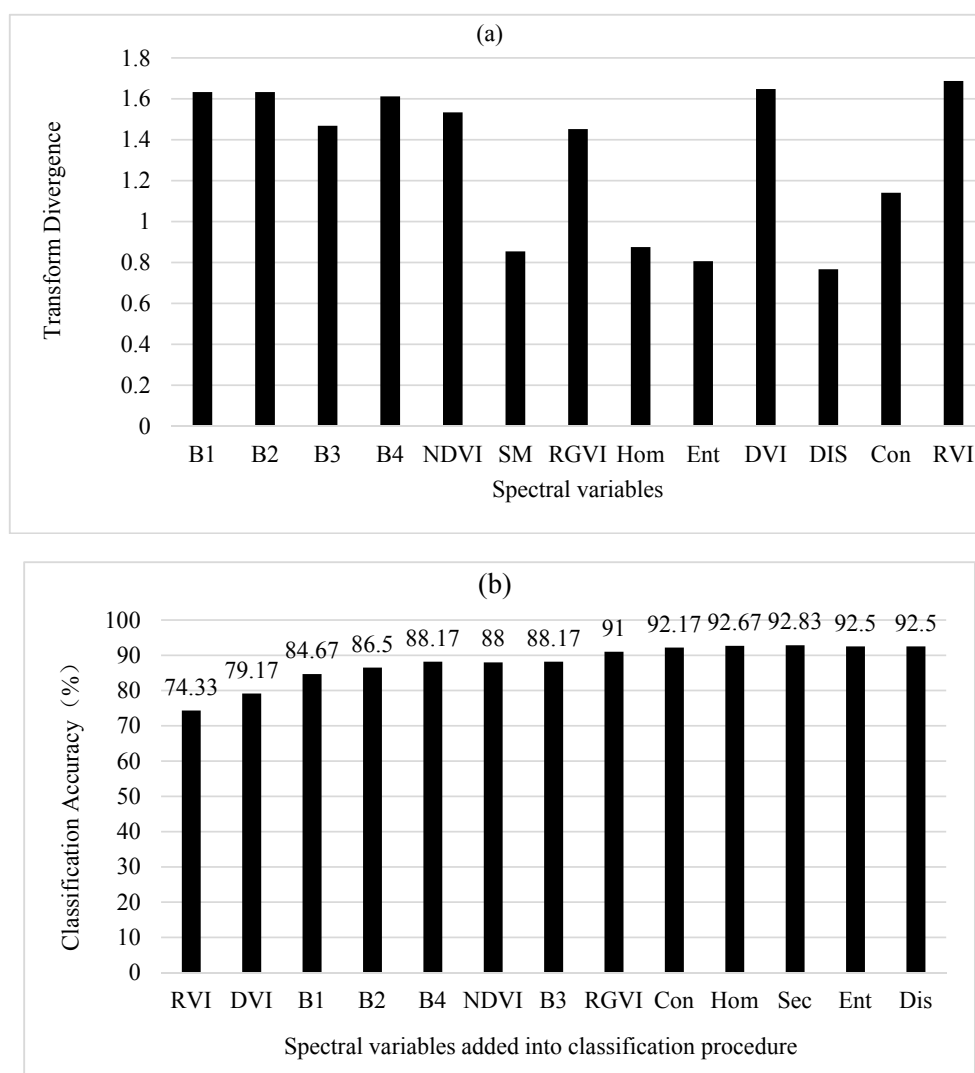 (a)
Transform Divergence
1.8
1.6
1.4
1.2
1
0.8
0.6
0.4
0.2
0
B1 B2 B3 B4 NDVI SM RGVI Hom Ent DVI DIS Con RVI
Spectral variables
(b)
Classification Accuracy（%）
100
90
80
70
60
50
40
30
20
10
0
74.33 79.17 84.67 86.5 88.17 88 88.17 91 92.17 92.67 92.83 92.5 92.5
RVI DVI B1 B2 B4 NDVI B3 RGVI Con Hom Sec Ent Dis
Spectral variables added into classification procedure